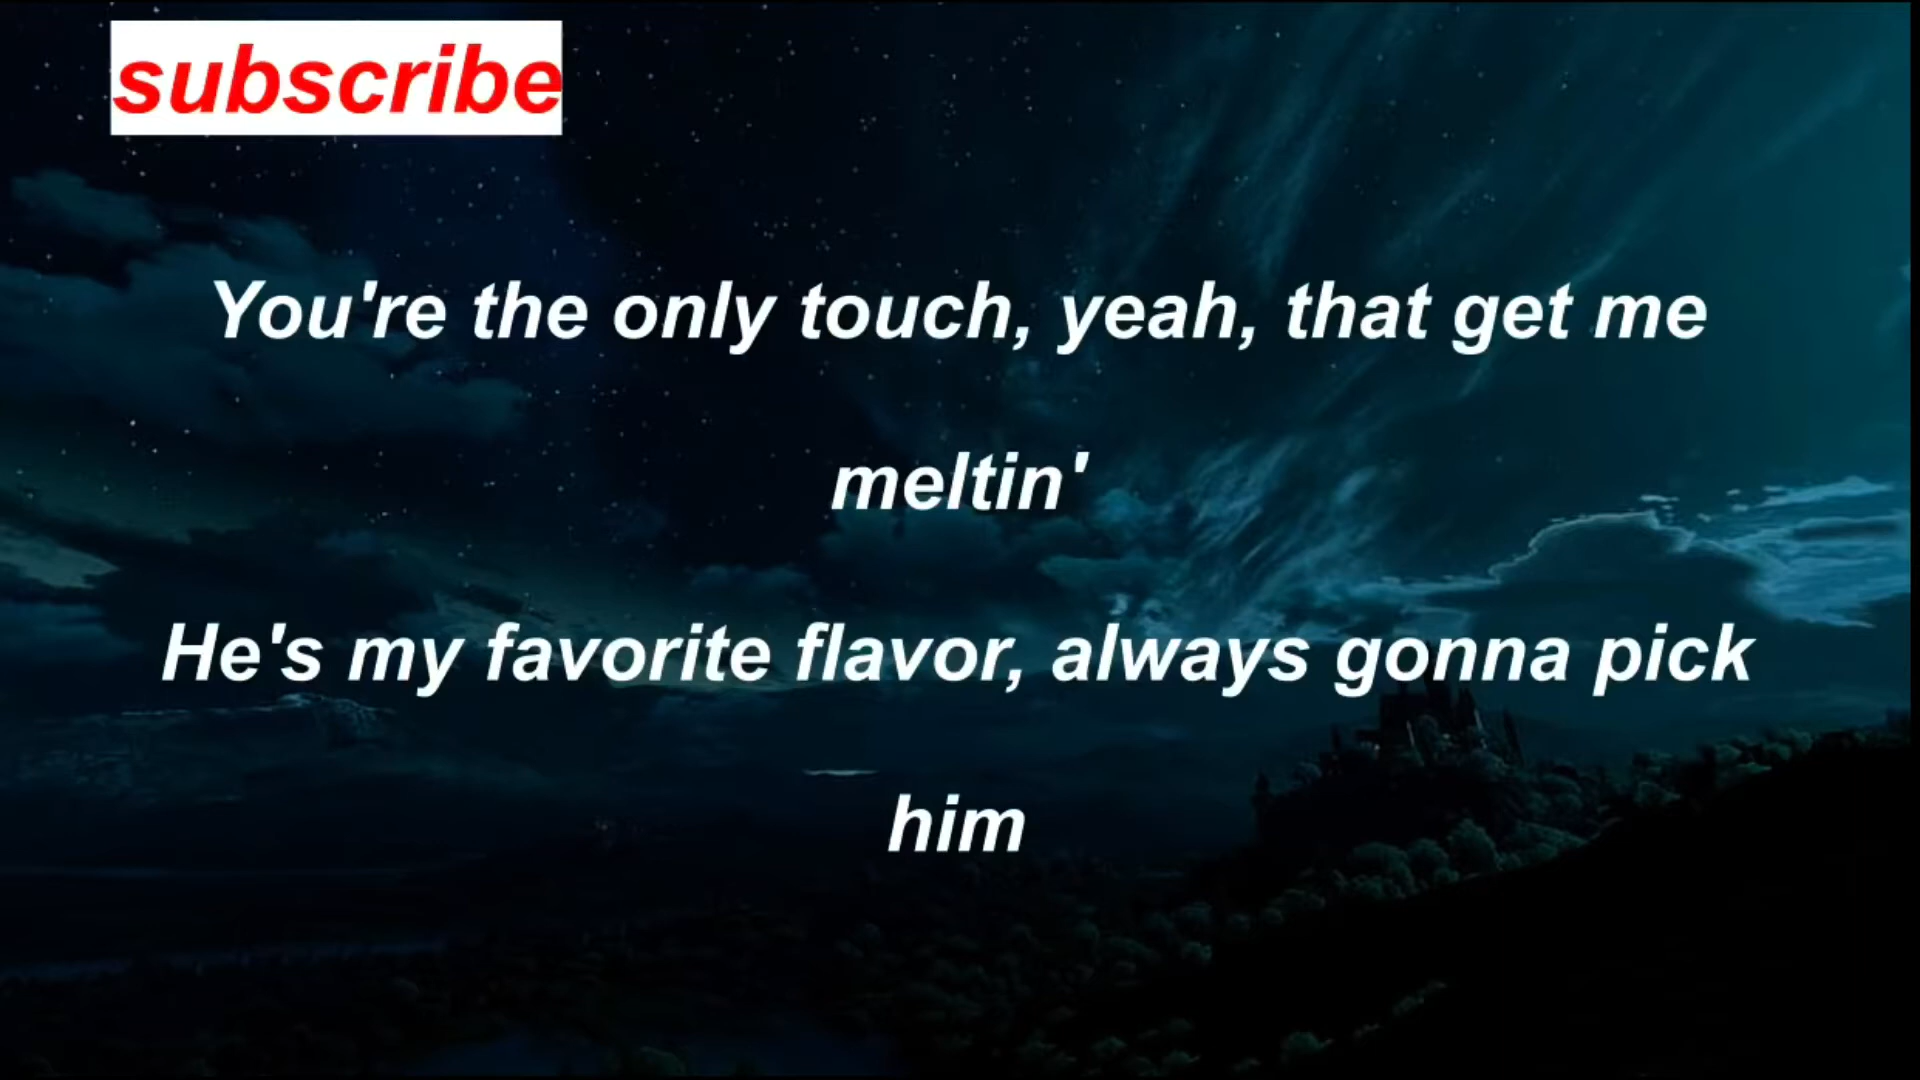 subscribe
You're the only touch, yeah, that get me
meltin'
He's my favorite flavor, always gonna pick
him